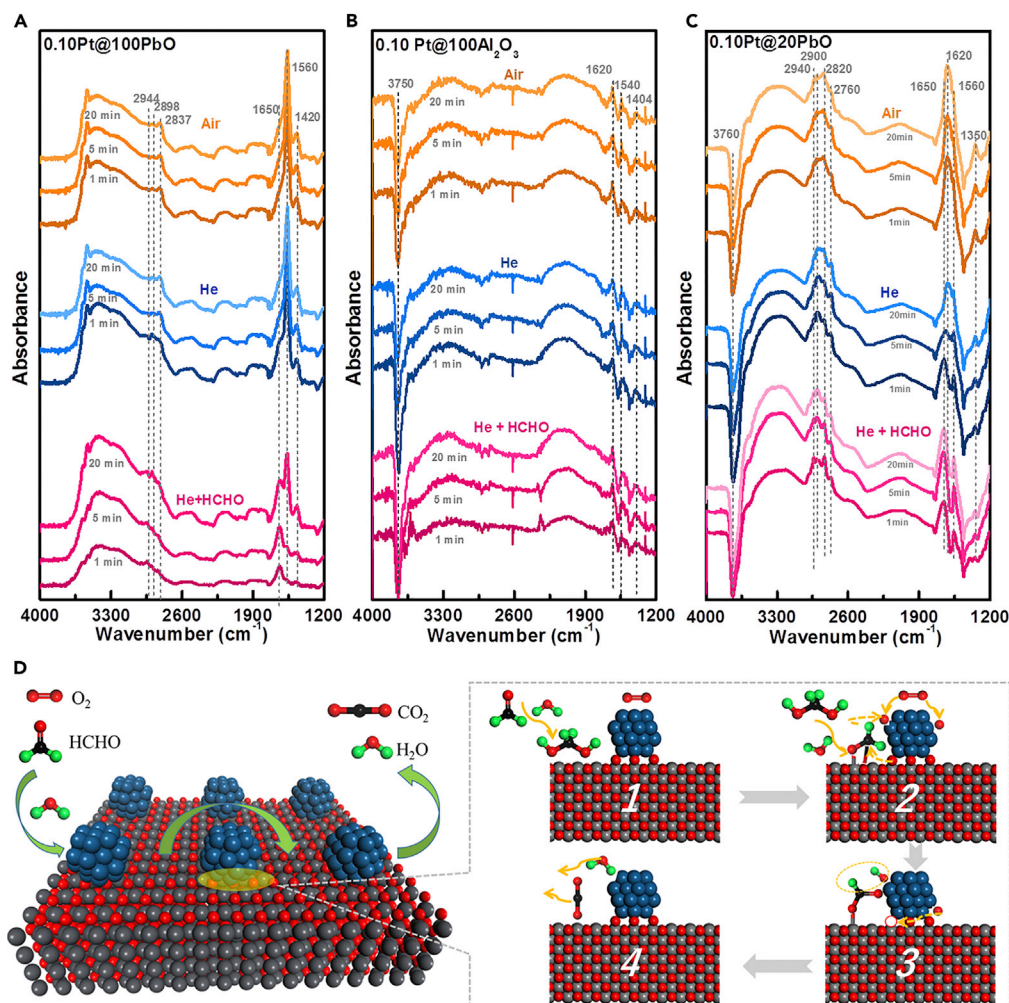 A
0.10Pt@100PbO
1560
2944
2898
2837
1650
1420
20 min
Air
5 min
1 min
20 min
He
5 min
1 min
20 min
He+HCHO
5 min
1 min
Absorbance
4000 3300 2600 1900 1200
Wavenumber (cm⁻¹)
B
0.10 Pt@100Al₂O₃
3750
Air
1620
1540
1404
20 min
5 min
1 min
He
20 min
5 min
1 min
He + HCHO
20 min
5 min
1 min
Absorbance
4000 3300 2600 1900 1200
Wavenumber (cm⁻¹)
C
0.10Pt@20PbO
1620
2900
2940
2820
2760
1650
1560
3760
1350
Air
20min
5min
1min
He
20min
5min
1min
He + HCHO
20min
5min
1min
Absorbance
4000 3300 2600 1900 1200
Wavenumber (cm⁻¹)
D
O₂
HCHO
CO₂
H₂O
1
2
4
3